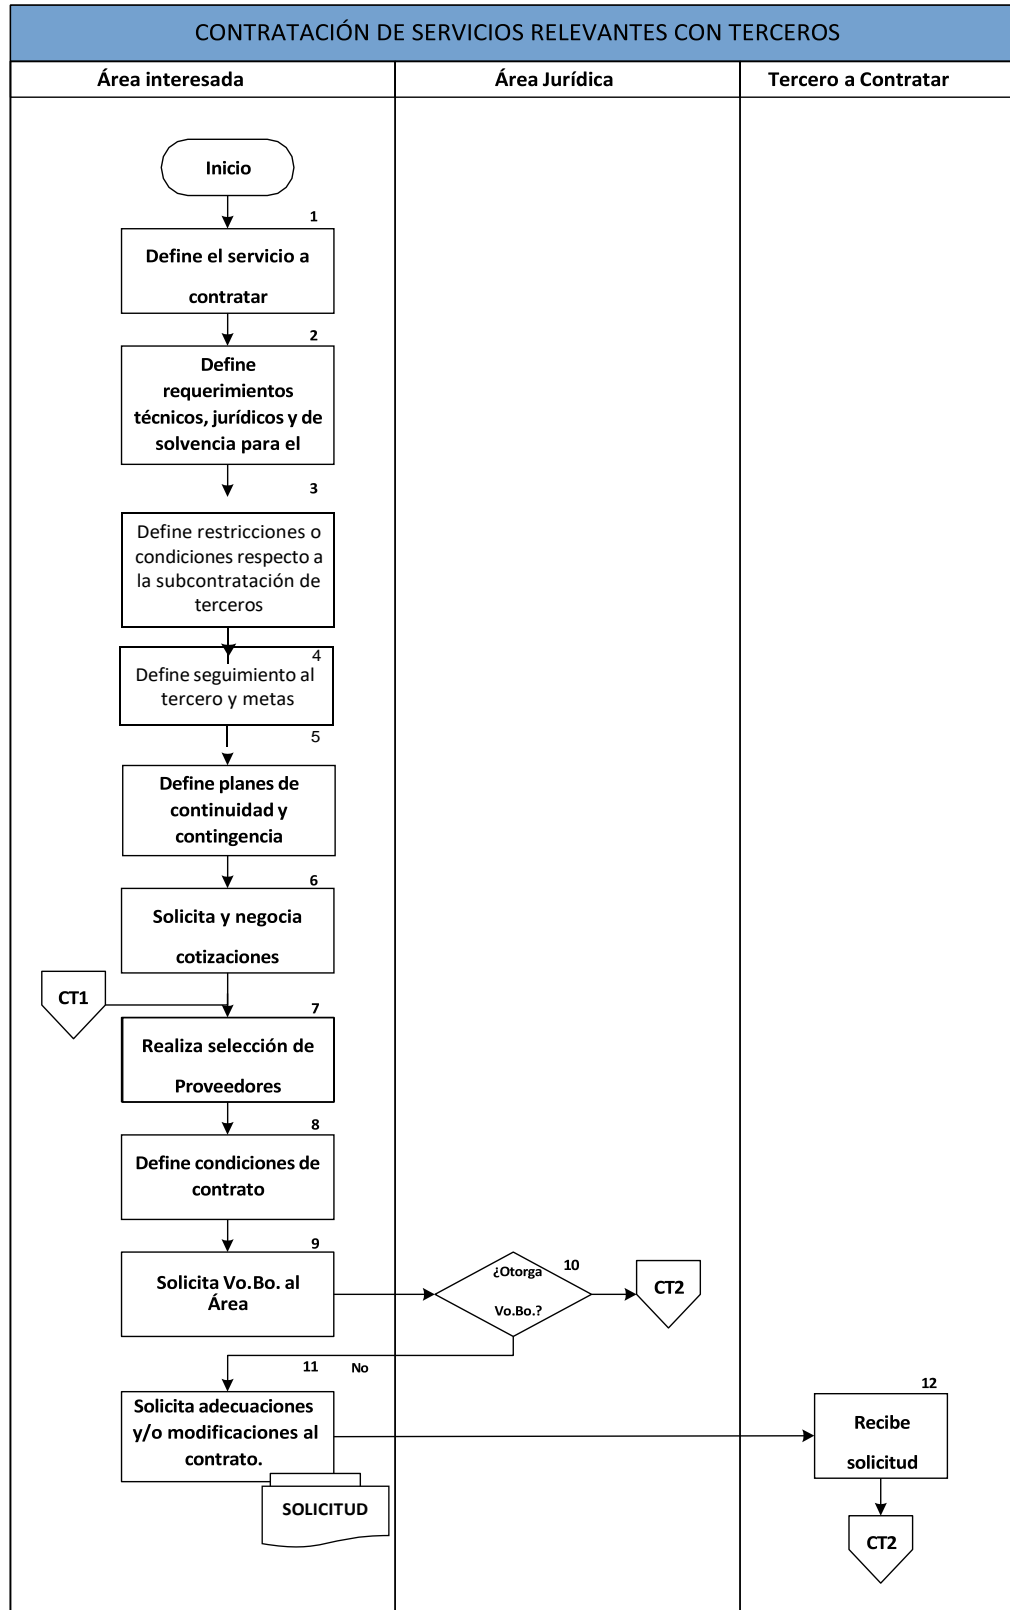 CONTRATACIÓN DE SERVICIOS RELEVANTES CON TERCEROS
Área interesada
Área Jurídica
Tercero a Contratar
Inicio
1
Define el servicio a
contratar
2
Define
requerimientos
técnicos, jurídicos y de
solvencia para el
3
Define restricciones o
condiciones respecto a
la subcontratación de
terceros
4
Define seguimiento al
tercero y metas
5
Define planes de
continuidad y
contingencia
6
Solicita y negocia
cotizaciones
CT1
7
Realiza selección de
Proveedores
8
Define condiciones de
contrato
9
Solicita Vo.Bo. al
Área
10
¿Otorga
Vo.Bo.?
CT2
11
No
Solicita adecuaciones
y/o modificaciones al
contrato.
SOLICITUD
12
Recibe
solicitud
CT2